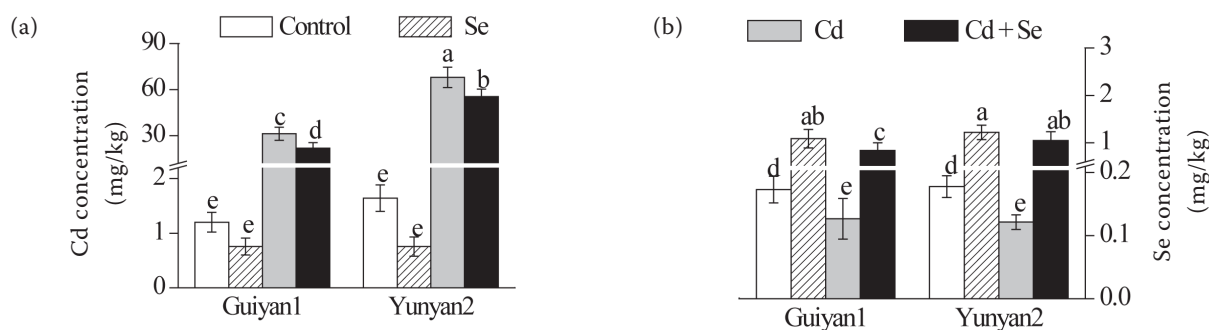 (a)
Control
Se
Cd concentration
(mg/kg)
90
60
30
2
1
0
e
e
c
d
e
e
a
b
Guiyan1
Yunyan2
(b)
Cd
Cd + Se
3
2
1
0.2
0.1
0.0
Se concentration
(mg/kg)
d
ab
e
c
d
a
e
ab
Guiyan1
Yunyan2